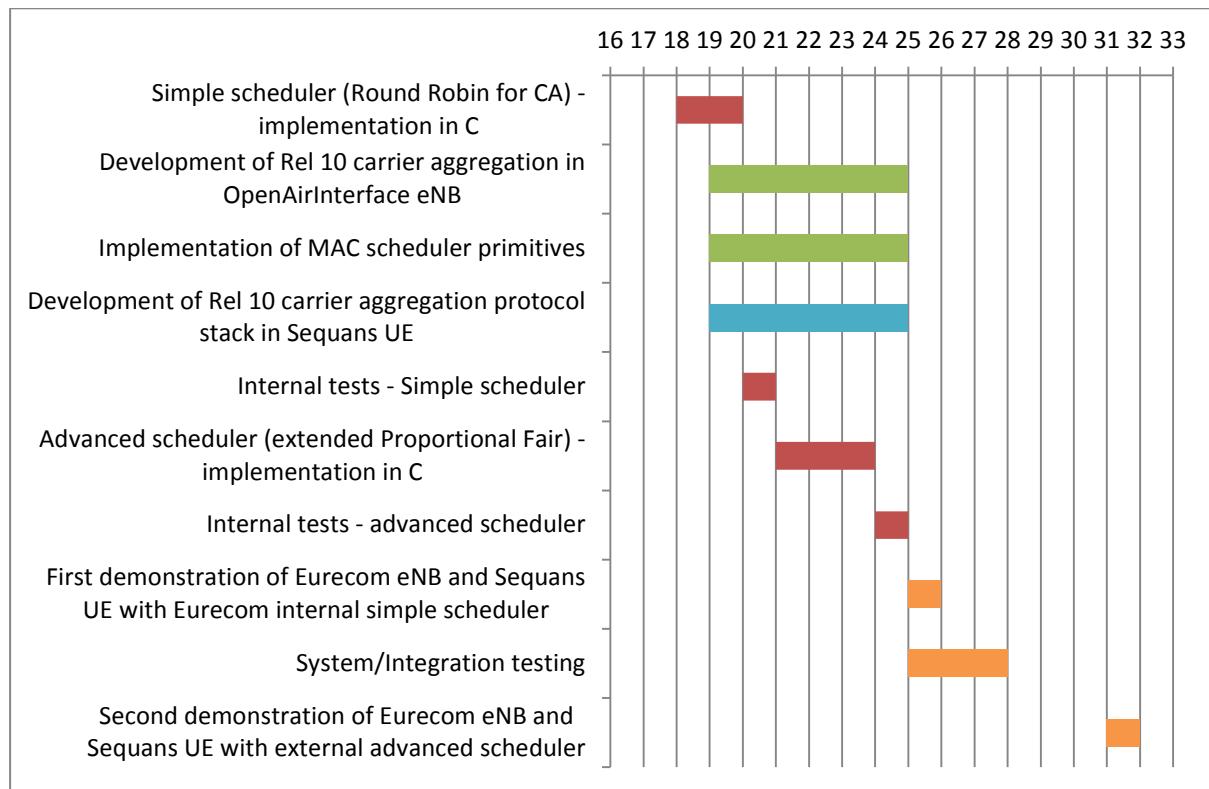 16 17 18 19 20 21 22 23 24 25 26 27 28 29 30 31 32 33
Simple scheduler (Round Robin for CA) -
implementation in C
Development of Rel 10 carrier aggregation in
OpenAirInterface eNB
Implementation of MAC scheduler primitives
Development of Rel 10 carrier aggregation protocol
stack in Sequans UE
Internal tests - Simple scheduler
Advanced scheduler (extended Proportional Fair) -
implementation in C
Internal tests - advanced scheduler
First demonstration of Eurecom eNB and Sequans
UE with Eurecom internal simple scheduler
System/Integration testing
Second demonstration of Eurecom eNB and
Sequans UE with external advanced scheduler